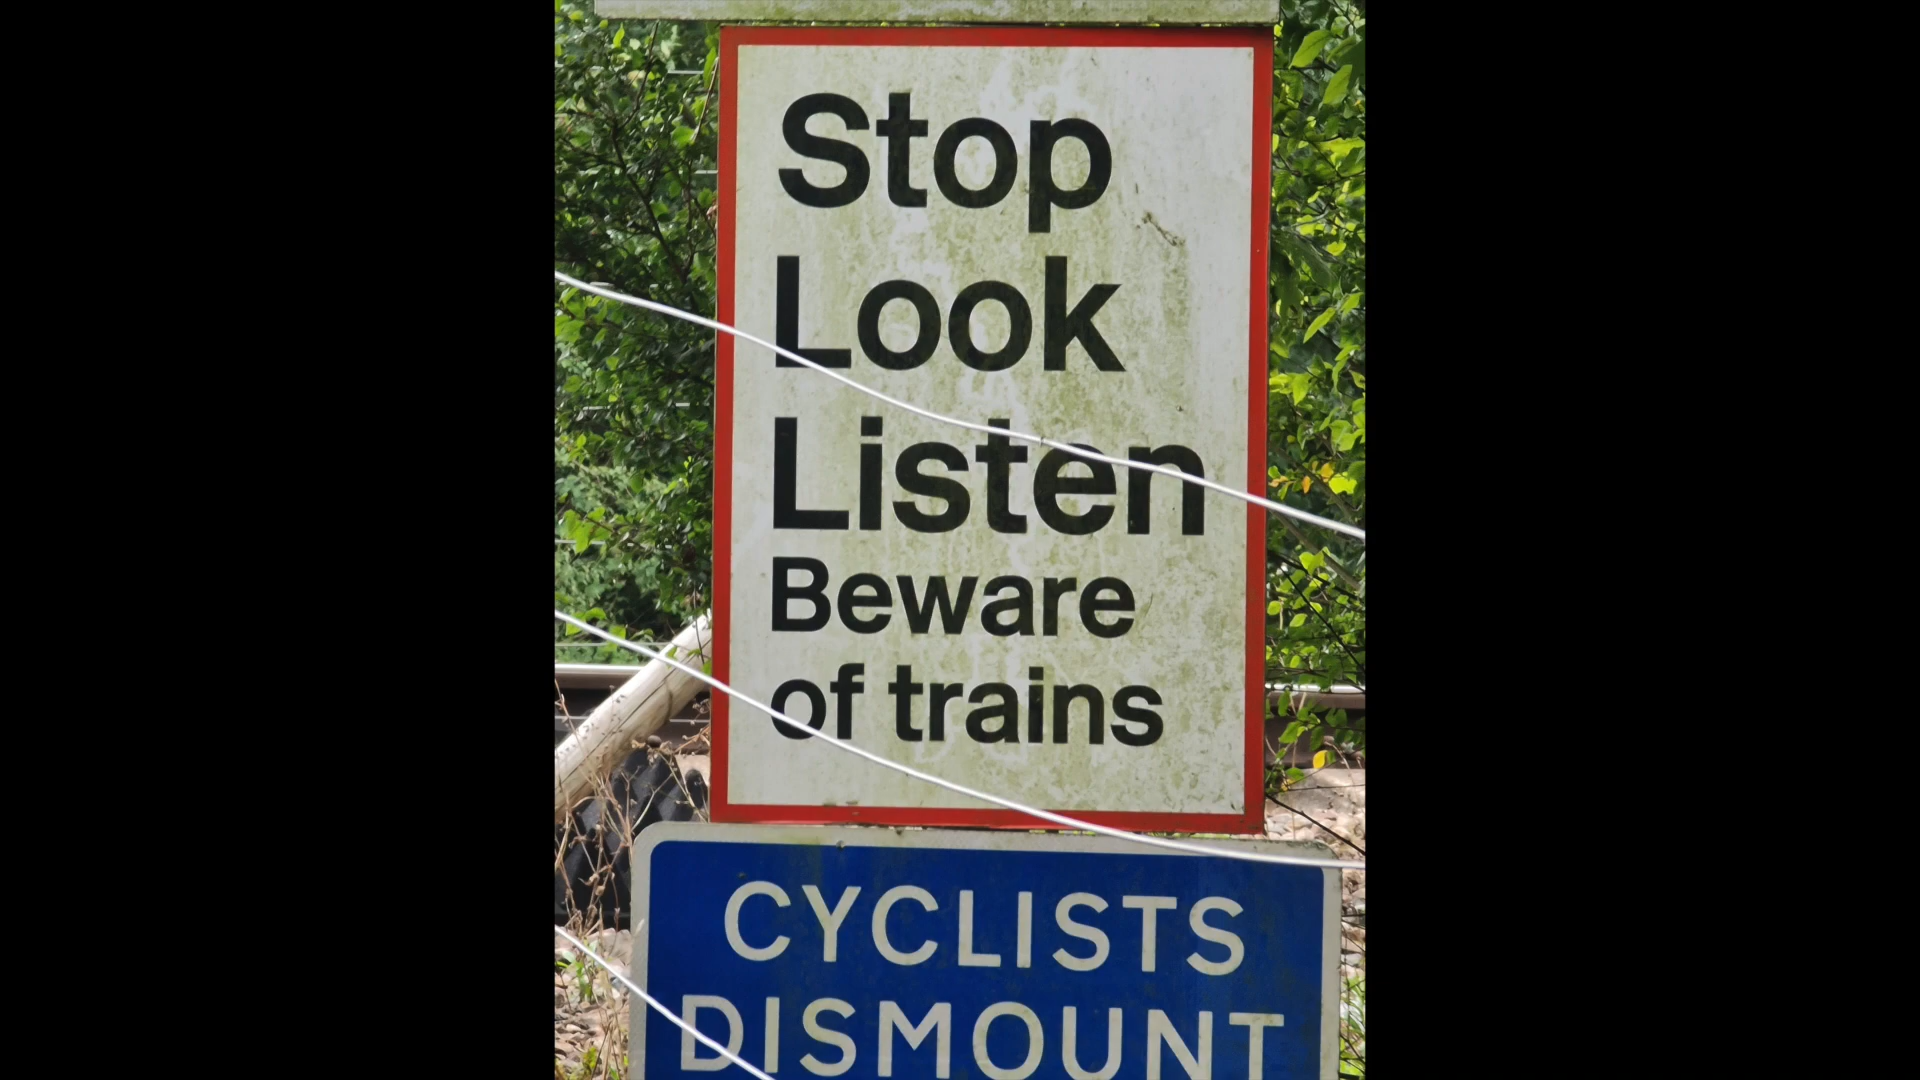 Stop
Look
Listen
Beware
of trains
CYCLISTS
DISMOUNT